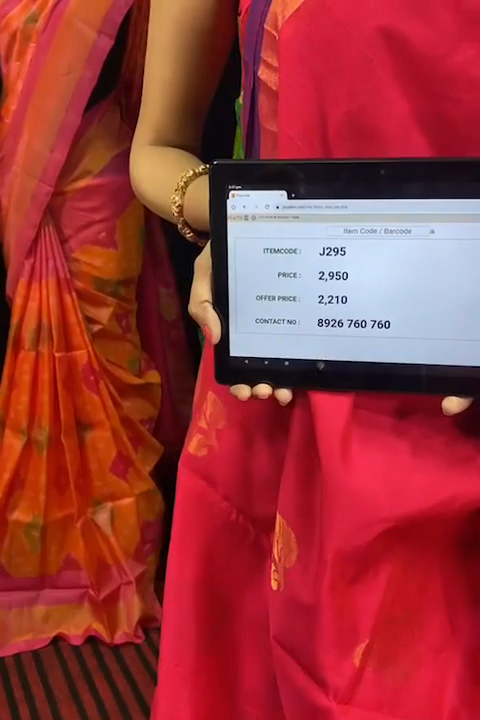 Item Code / Barcode
ITEMCODE : J295
PRICE : 2,950
OFFER PRICE : 2,210
CONTACT NO : 8926 760 760